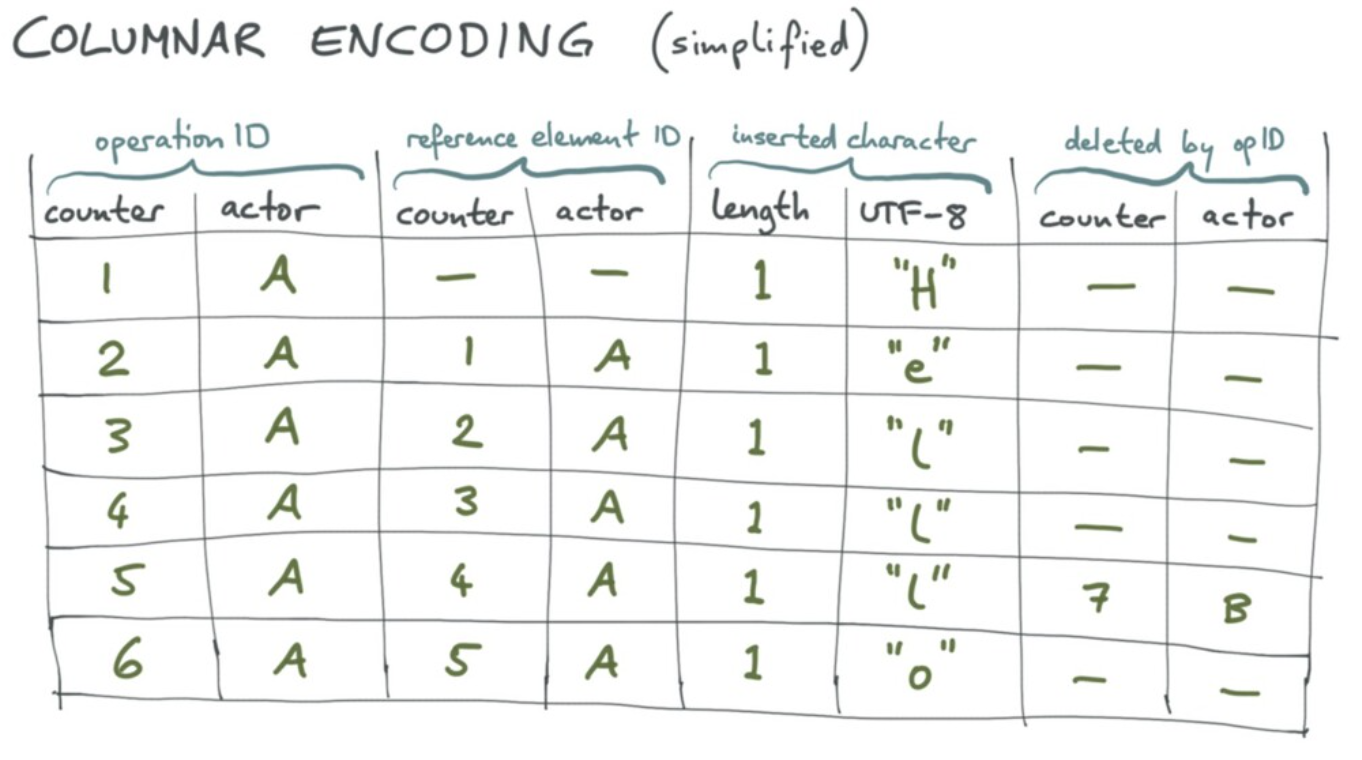 COLUMNAR ENCODING (simplified)
operation ID reference element ID inserted character deleted by opID
counter actor counter actor length UTF-8 counter actor
1 A — — 1 "H" — —
2 A 1 A 1 "e" — —
3 A 2 A 1 "l" — —
4 A 3 A 1 "l" — —
5 A 4 A 1 "l" 7 B
6 A 5 A 1 "o" — —